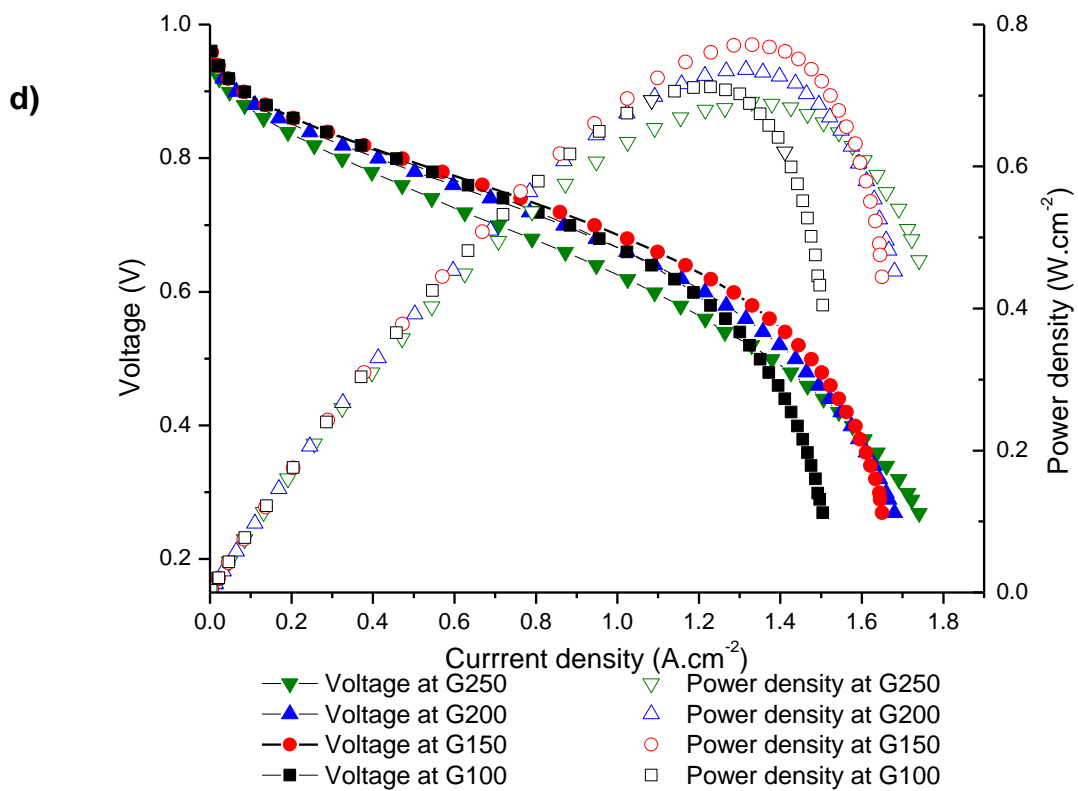 d)
1.0
0.8
0.6
0.4
0.2
Voltage (V)
0.8
0.6
0.4
0.2
0.0
Power density (W.cm-2)
0.0 0.2 0.4 0.6 0.8 1.0 1.2 1.4 1.6 1.8
Currrent density (A.cm-2)
Voltage at G250 Power density at G250
Voltage at G200 Power density at G200
Voltage at G150 Power density at G150
Voltage at G100 Power density at G100